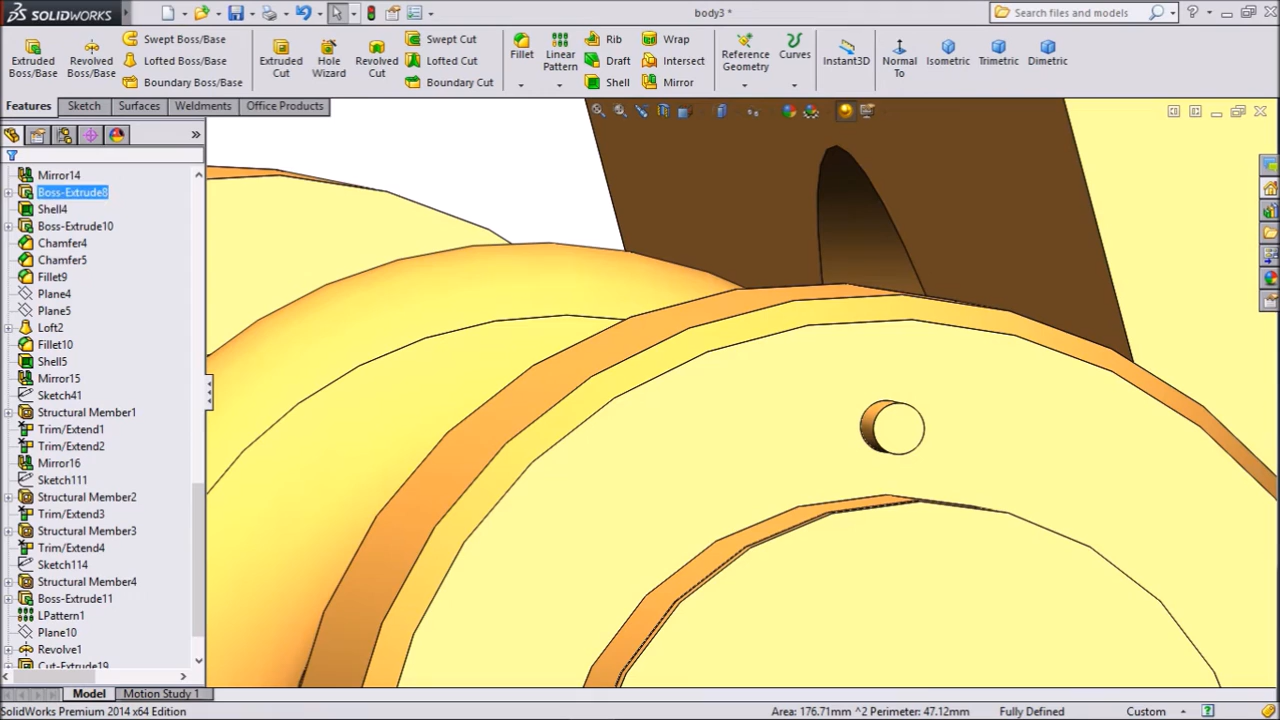 SOLIDWORKS
body3 *
Search files and models
Extruded Boss/Base
Revolved Boss/Base
Swept Boss/Base
Lofted Boss/Base
Boundary Boss/Base
Extruded Cut
Hole Wizard
Revolved Cut
Swept Cut
Lofted Cut
Boundary Cut
Fillet
Linear Pattern
Rib
Draft
Shell
Wrap
Intersect
Mirror
Reference Geometry
Curves
Instant3D
Normal To
Isometric
Trimetric
Dimetric
Features
Sketch
Surfaces
Weldments
Office Products
Mirror14
Boss-Extrude8
Shell4
Boss-Extrude10
Chamfer4
Chamfer5
Fillet9
Plane4
Plane5
Loft2
Fillet10
Shell5
Mirror15
Sketch41
Structural Member1
Trim/Extend1
Trim/Extend2
Mirror16
Sketch111
Structural Member2
Trim/Extend3
Structural Member3
Trim/Extend4
Sketch114
Structural Member4
Boss-Extrude11
LPattern1
Plane10
Revolve1
Cut-Extrude19
Model
Motion Study 1
SolidWorks Premium 2014 x64 Edition
Area: 176.71mm ^2 Perimeter: 47.12mm
Fully Defined
Custom